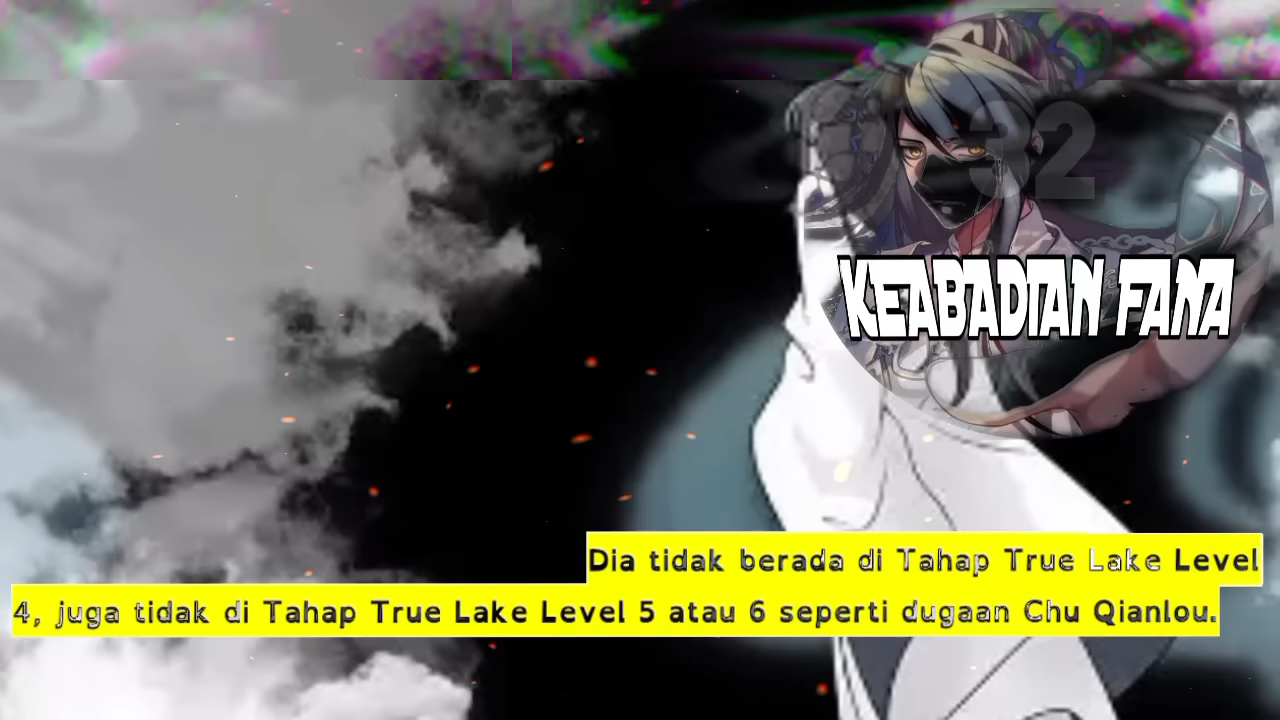 32
KEABADIAN FANA
Dia tidak berada di Tahap True Lake Level
4, juga tidak di Tahap True Lake Level 5 atau 6 seperti dugaan Chu Qianlou.